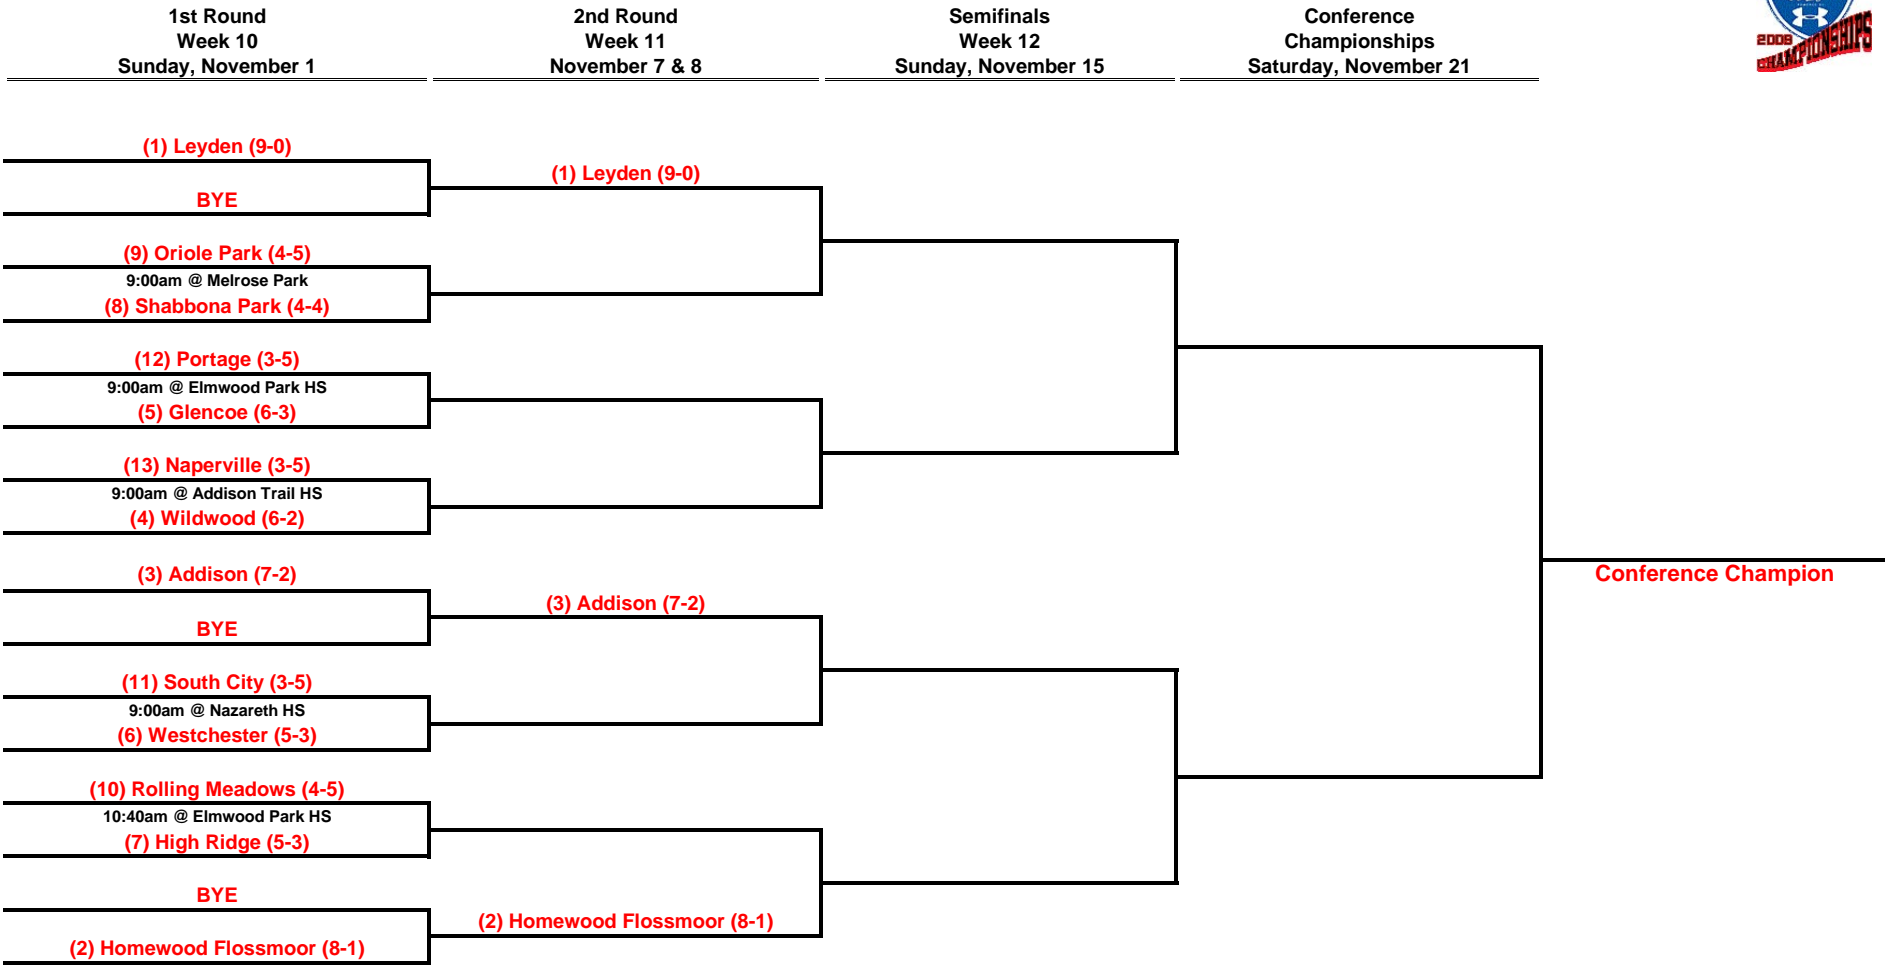 1st Round
Week 10
Sunday, November 1
2nd Round
Week 11
November 7 & 8
Semifinals
Week 12
Sunday, November 15
Conference
Championships
Saturday, November 21
2009
CHAMPIONSHIPS
(1) Leyden (9-0)
BYE
(9) Oriole Park (4-5)
9:00am @ Melrose Park
(8) Shabbona Park (4-4)
(12) Portage (3-5)
9:00am @ Elmwood Park HS
(5) Glencoe (6-3)
(13) Naperville (3-5)
9:00am @ Addison Trail HS
(4) Wildwood (6-2)
(3) Addison (7-2)
BYE
(11) South City (3-5)
9:00am @ Nazareth HS
(6) Westchester (5-3)
(10) Rolling Meadows (4-5)
10:40am @ Elmwood Park HS
(7) High Ridge (5-3)
BYE
(2) Homewood Flossmoor (8-1)
(1) Leyden (9-0)
(3) Addison (7-2)
(2) Homewood Flossmoor (8-1)
Conference Champion